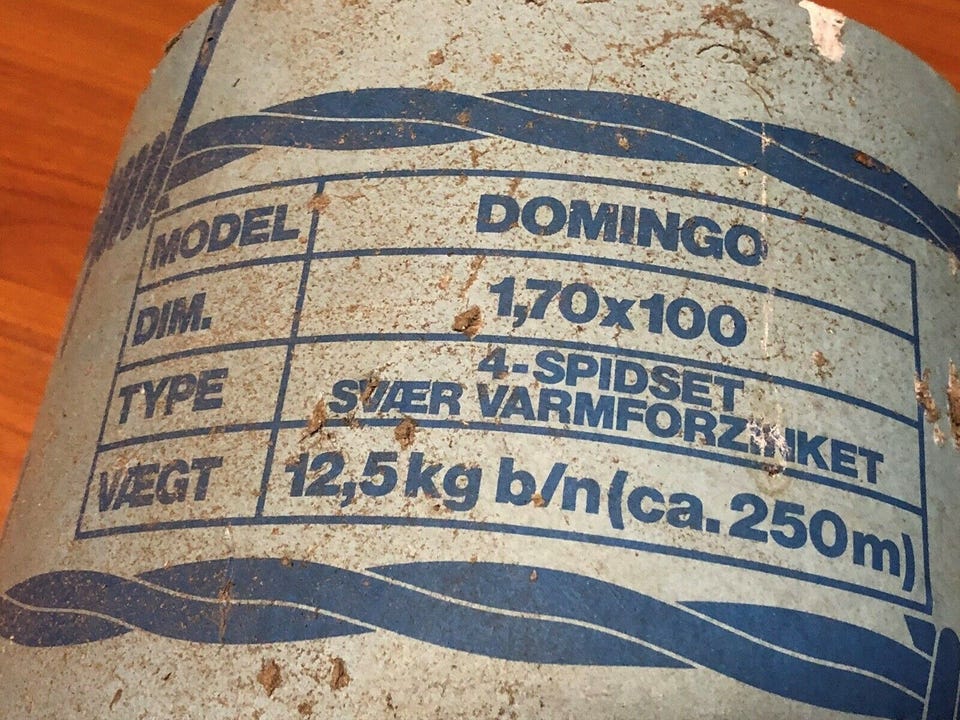 MODEL DOMINGO
DIM. 1,70x100
TYPE 4-SPIDSET
SVÆR VARMFORZINKET
VÆGT 12,5kg b/n (ca. 250m)